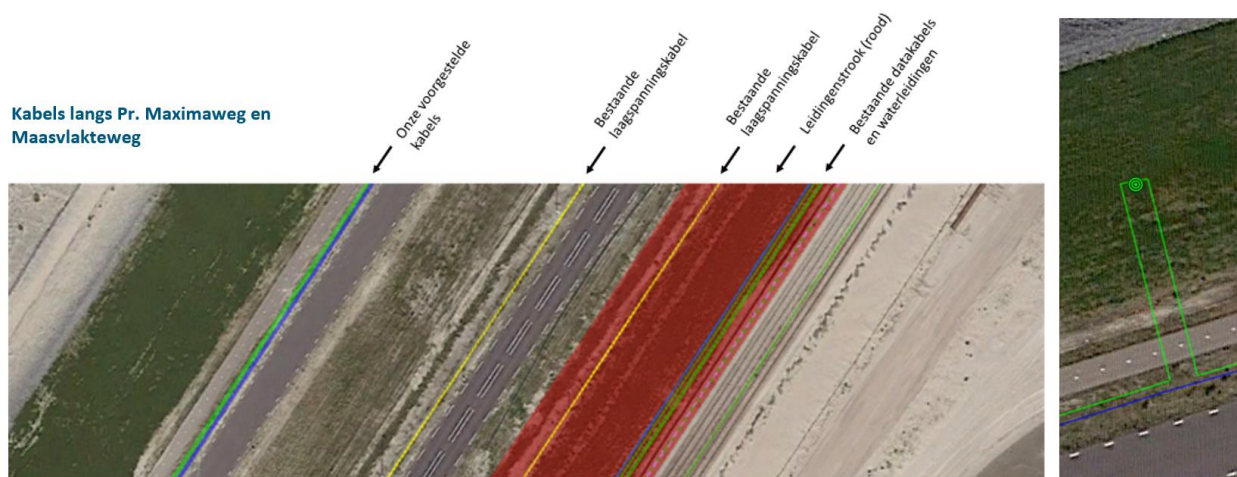 Kabels langs Pr. Maximaweg en
Maasvlakteweg
Onze voorgestelde
kabels
Bestaande
laagspanningskabel
Bestaande
laagspanningskabel
Leidingenstrook (rood)
Bestaande datakabels
en waterleidingen